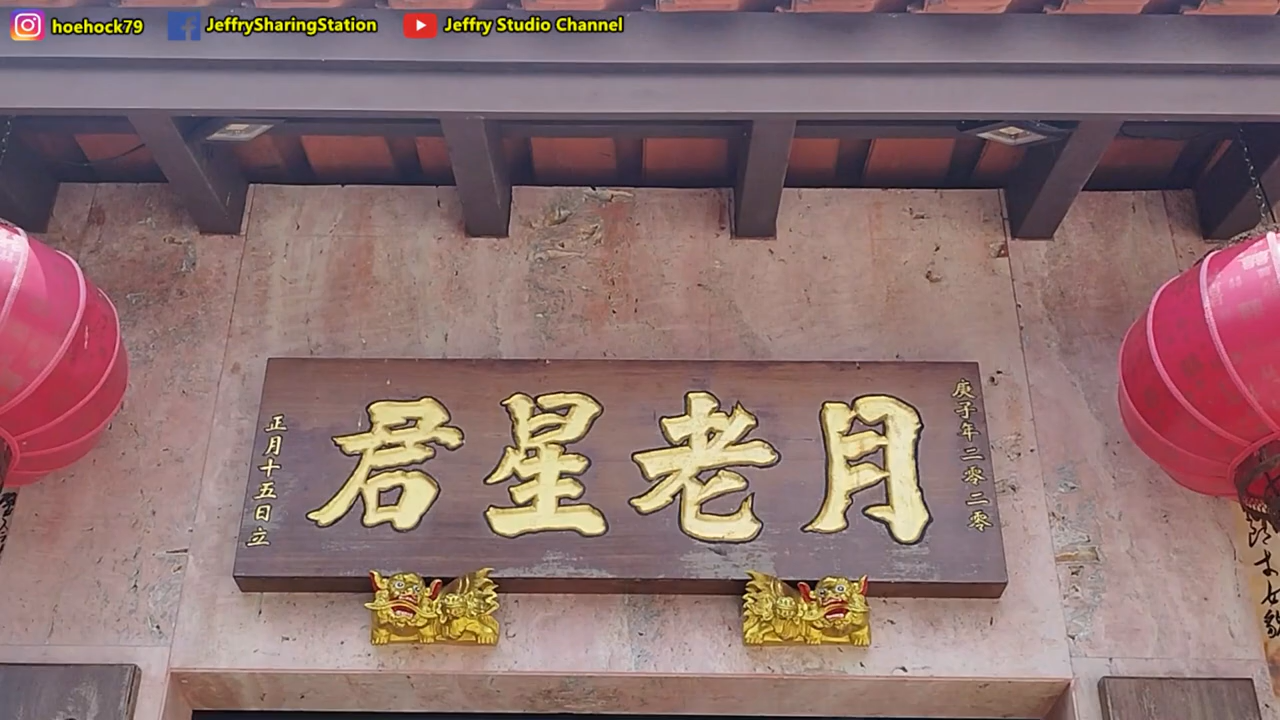 hoehock79
JeffrySharingStation
Jeffry Studio Channel
庚子年二零二零
月老星君
正月十五日立